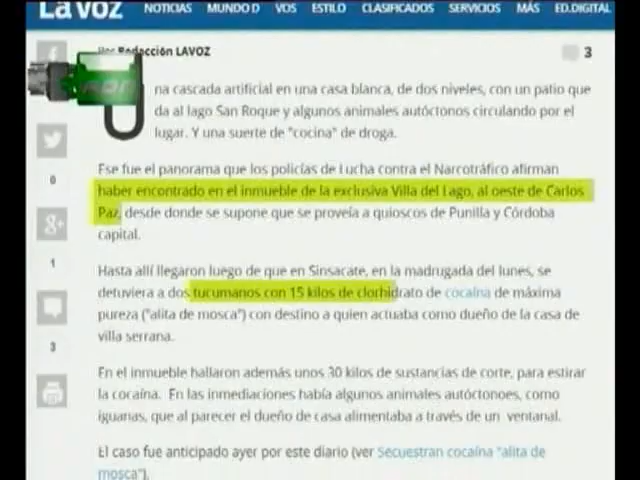 La voz NOTICIAS MUNDO D VOS ESTILO CLASIFICADOS SERVICIOS MÁS ED.DIGITAL
Por Redacción LAVOZ
3
Una cascada artificial en una casa blanca, de dos niveles, con un patio que
da al lago San Roque y algunos animales autóctonos circulando por el
lugar. Y una suerte de "cocina" de droga.
Ese fue el panorama que los policías de Lucha contra el Narcotráfico afirman
haber encontrado en el inmueble de la exclusiva Villa del Lago, al oeste de Carlos
Paz, desde donde se supone que se proveía a quioscos de Punilla y Córdoba
capital.
Hasta allí llegaron luego de que en Sinsacate, en la madrugada del lunes, se
detuviera a dos tucumanos con 15 kilos de clorhidrato de cocaína de máxima
pureza ("alita de mosca") con destino a quien actuaba como dueño de la casa de
villa serrana.
En el inmueble hallaron además unos 30 kilos de sustancias de corte, para estirar
la cocaína. En las inmediaciones había algunos animales autóctonoes, como
iguanas, que al parecer el dueño de casa alimentaba a través de un ventanal.
El caso fue anticipado ayer por este diario (ver Secuestran cocaína "alita de
mosca").
0
1
3